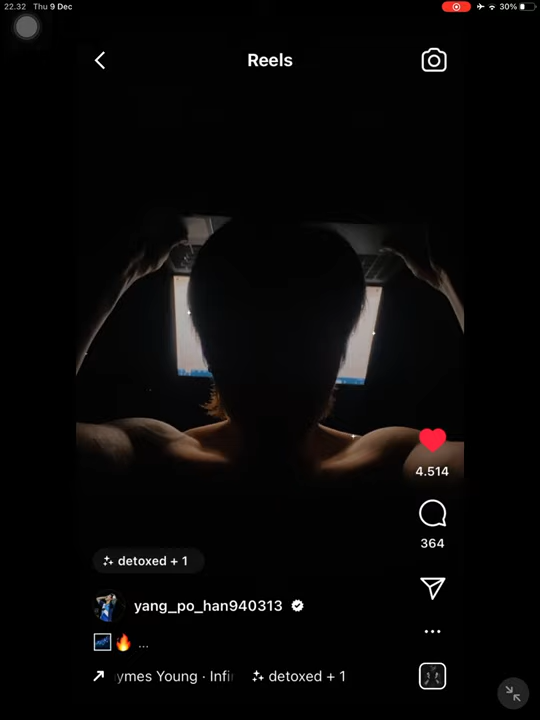 22.32 Thu 9 Dec 30%
Reels
4.514
364
detoxed + 1
yang_po_han940313
...
ymes Young · Infi detoxed + 1